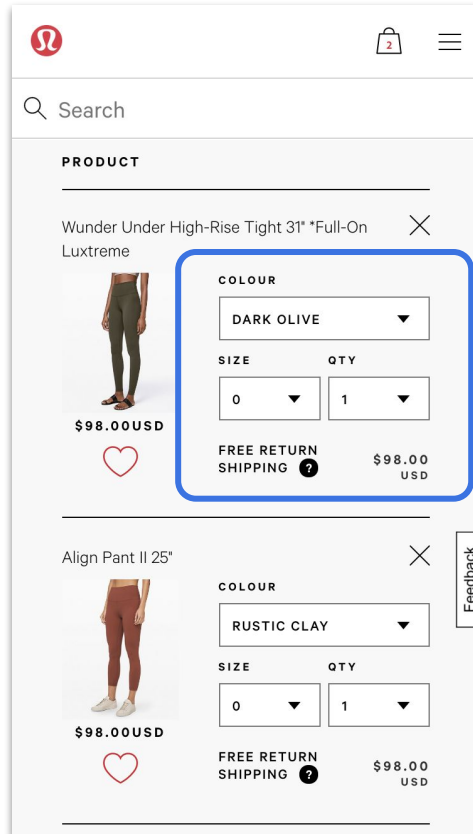 2
Search
PRODUCT
Wunder Under High-Rise Tight 31" *Full-On
Luxtreme
COLOUR
DARK OLIVE
SIZE QTY
0 1
$98.00USD
FREE RETURN
SHIPPING ?
$98.00
USD
Align Pant II 25"
Feedback
COLOUR
RUSTIC CLAY
SIZE QTY
0 1
$98.00USD
FREE RETURN
SHIPPING ?
$98.00
USD